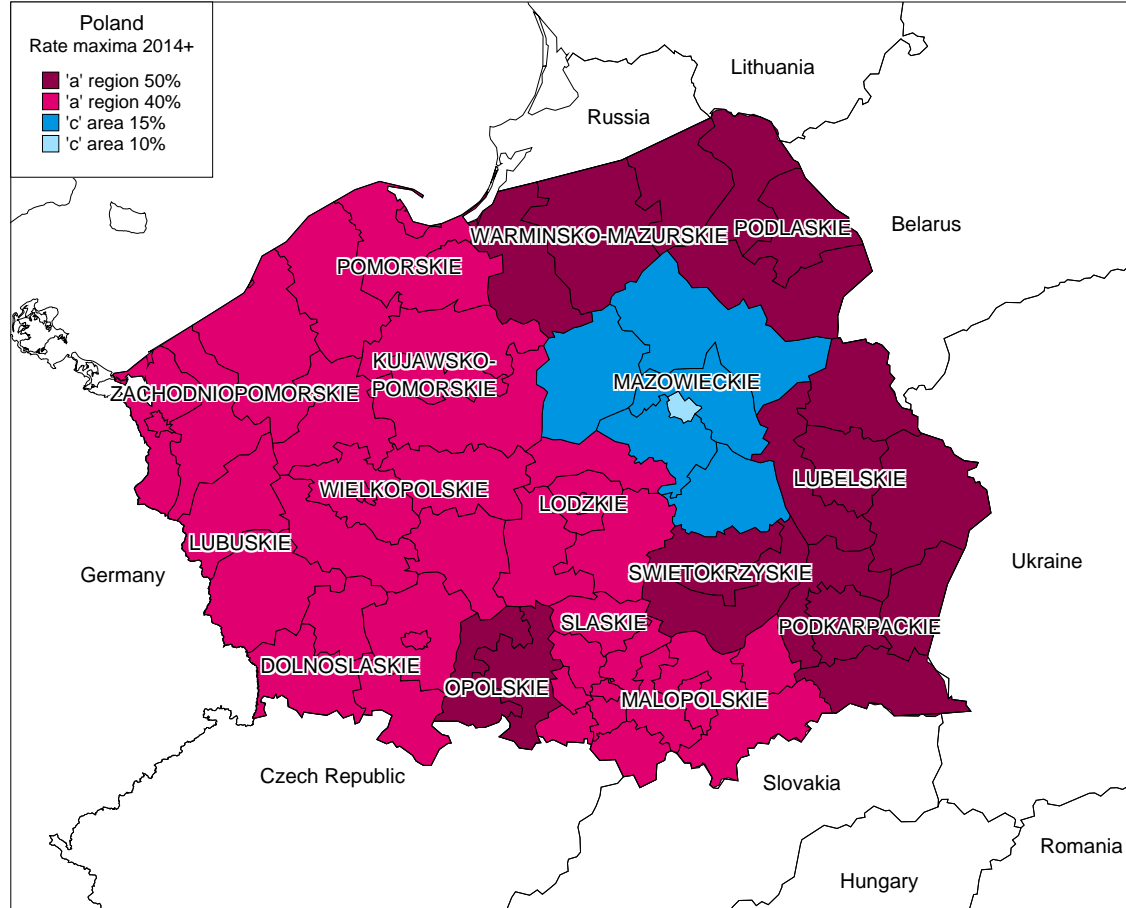 Poland
Rate maxima 2014+
'a' region 50%
'a' region 40%
'c' area 15%
'c' area 10%
Lithuania
Russia
Belarus
WARMINSKO-MAZURSKIE
PODLASKIE
POMORSKIE
KUJAWSKO-
POMORSKIE
MAZOWIECKIE
ZACHODNIOPOMORSKIE
WIELKOPOLSKIE
LODZKIE
LUBELSKIE
LUBUSKIE
Germany
SWIETOKRZYSKIE
Ukraine
SLASKIE
PODKARPACKIE
DOLNOSLASKIE
OPOLSKIE
MALOPOLSKIE
Czech Republic
Slovakia
Romania
Hungary